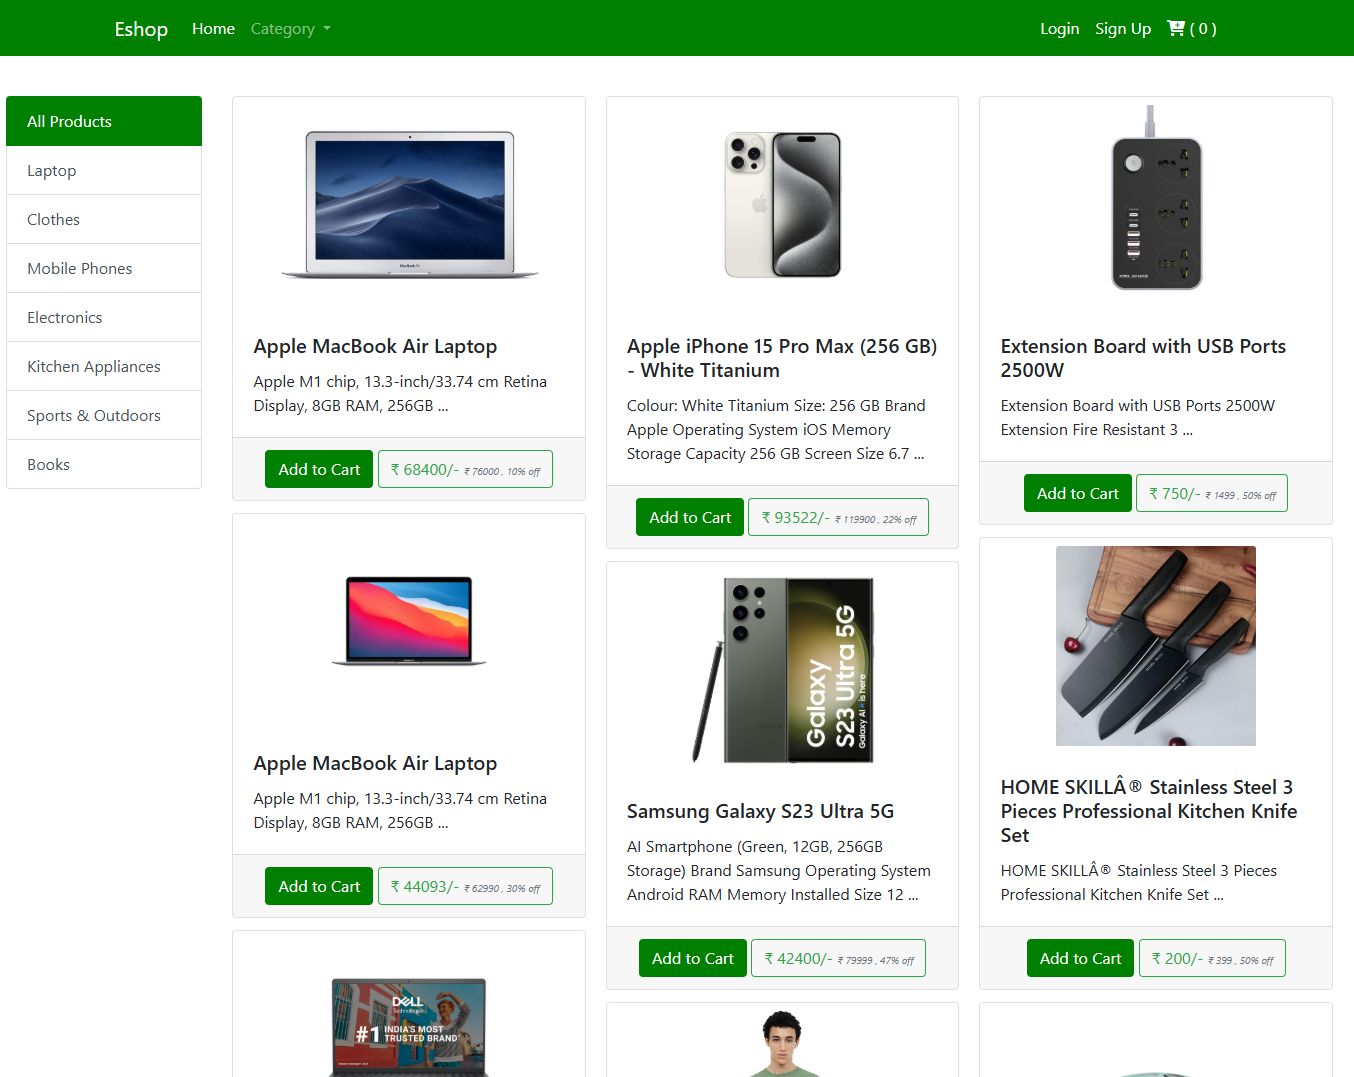 Eshop
Home
Category
Login
Sign Up
( 0 )
All Products
Laptop
Clothes
Mobile Phones
Electronics
Kitchen Appliances
Sports & Outdoors
Books
MacBook Air
Apple MacBook Air Laptop
Apple M1 chip, 13.3-inch/33.74 cm Retina
Display, 8GB RAM, 256GB ...
Add to Cart
₹ 68400/- ₹ 76000 , 10% off
Apple MacBook Air Laptop
Apple M1 chip, 13.3-inch/33.74 cm Retina
Display, 8GB RAM, 256GB ...
Add to Cart
₹ 44093/- ₹ 62990 , 30% off
DELL
Technologies
#1 INDIA'S MOST
TRUSTED BRAND*
Apple iPhone 15 Pro Max (256 GB)
- White Titanium
Colour: White Titanium Size: 256 GB Brand
Apple Operating System iOS Memory
Storage Capacity 256 GB Screen Size 6.7 ...
Add to Cart
₹ 93522/- ₹ 119900 , 22% off
Galaxy
S23 Ultra 5G
Galaxy AI is here
Samsung Galaxy S23 Ultra 5G
AI Smartphone (Green, 12GB, 256GB
Storage) Brand Samsung Operating System
Android RAM Memory Installed Size 12 ...
Add to Cart
₹ 42400/- ₹ 79999 , 47% off
Extension Board with USB Ports
2500W
Extension Board with USB Ports 2500W
Extension Fire Resistant 3 ...
Add to Cart
₹ 750/- ₹ 1499 , 50% off
HOME SKILLÂ® Stainless Steel 3
Pieces Professional Kitchen Knife
Set
HOME SKILLÂ® Stainless Steel 3 Pieces
Professional Kitchen Knife Set ...
Add to Cart
₹ 200/- ₹ 399 , 50% off